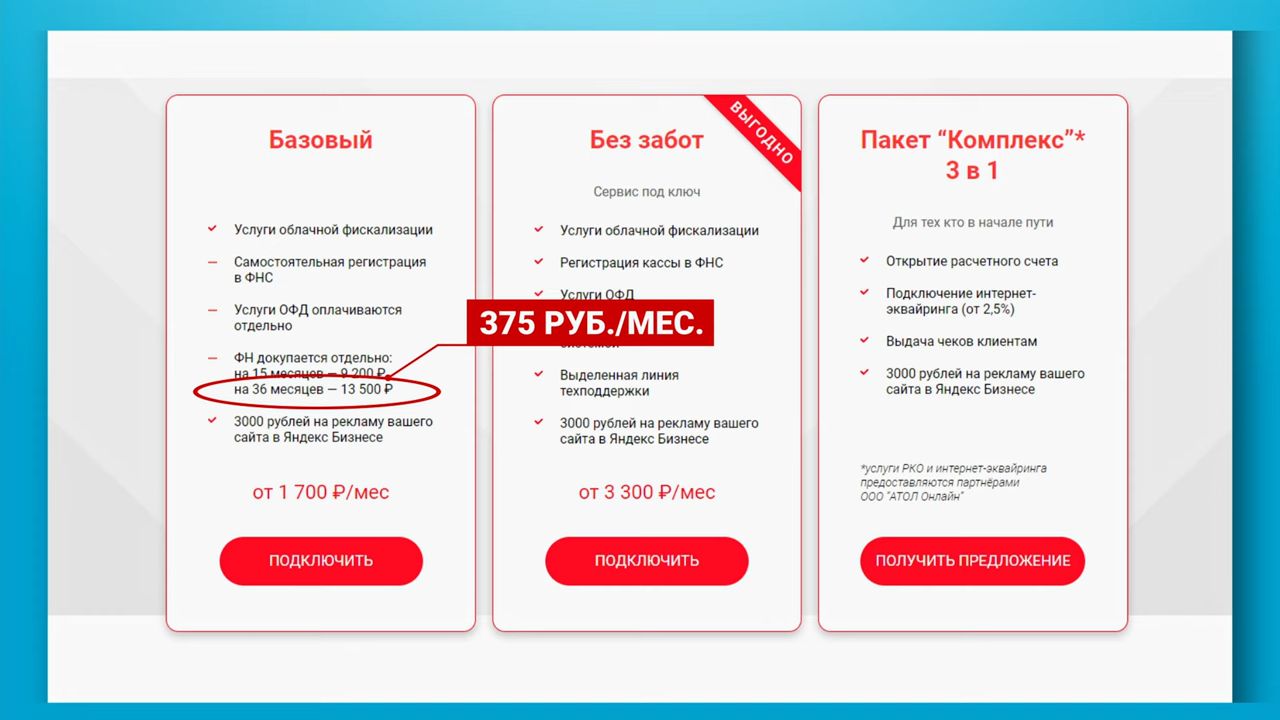 Базовый
Услуги облачной фискализации
Самостоятельная регистрация
в ФНС
Услуги ОФД оплачиваются
отдельно
ФН докупается отдельно:
на 15 месяцев — 9 200 ₽
на 36 месяцев — 13 500 ₽
3000 рублей на рекламу вашего
сайта в Яндекс Бизнесе
от 1 700 ₽/мес
ПОДКЛЮЧИТЬ
375 РУБ./МЕС.
ВЫГОДНО
Без забот
Сервис под ключ
Услуги облачной фискализации
Регистрация кассы в ФНС
Услуги ОФД
Выделенная линия
техподдержки
3000 рублей на рекламу вашего
сайта в Яндекс Бизнесе
от 3 300 ₽/мес
ПОДКЛЮЧИТЬ
Пакет “Комплекс”*
3 в 1
Для тех кто в начале пути
Открытие расчетного счета
Подключение интернет-
эквайринга (от 2,5%)
Выдача чеков клиентам
3000 рублей на рекламу вашего
сайта в Яндекс Бизнесе
*услуги РКО и интернет-эквайринга
предоставляются партнёрами
ООО “АТОЛ Онлайн”
ПОЛУЧИТЬ ПРЕДЛОЖЕНИЕ